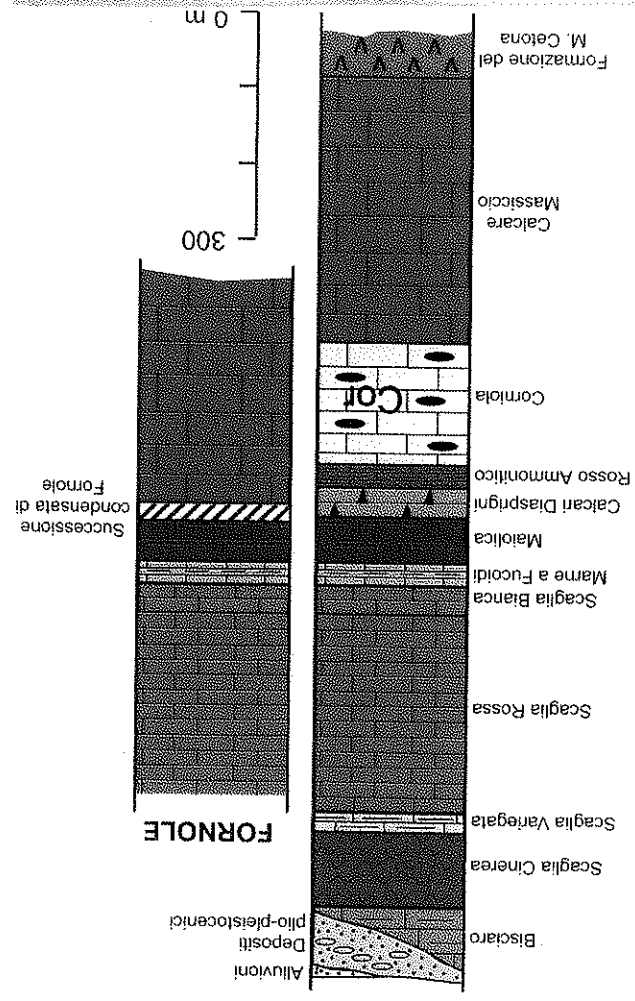 Alluvioni
Depositi
plio-pleistocenici
Bisciaro
Scaglia Cinerea
Scaglia Variegata
FORNOLE
Scaglia Rossa
Scaglia Bianca
Marne a Fucoidi
Maiolica
Calcari Diasprigni
Rosso Ammonitico
Successione
condensata di
Fornole
Corniola
Cor
Calcare
Massiccio
300
Formazione del
M. Cetona
0 m